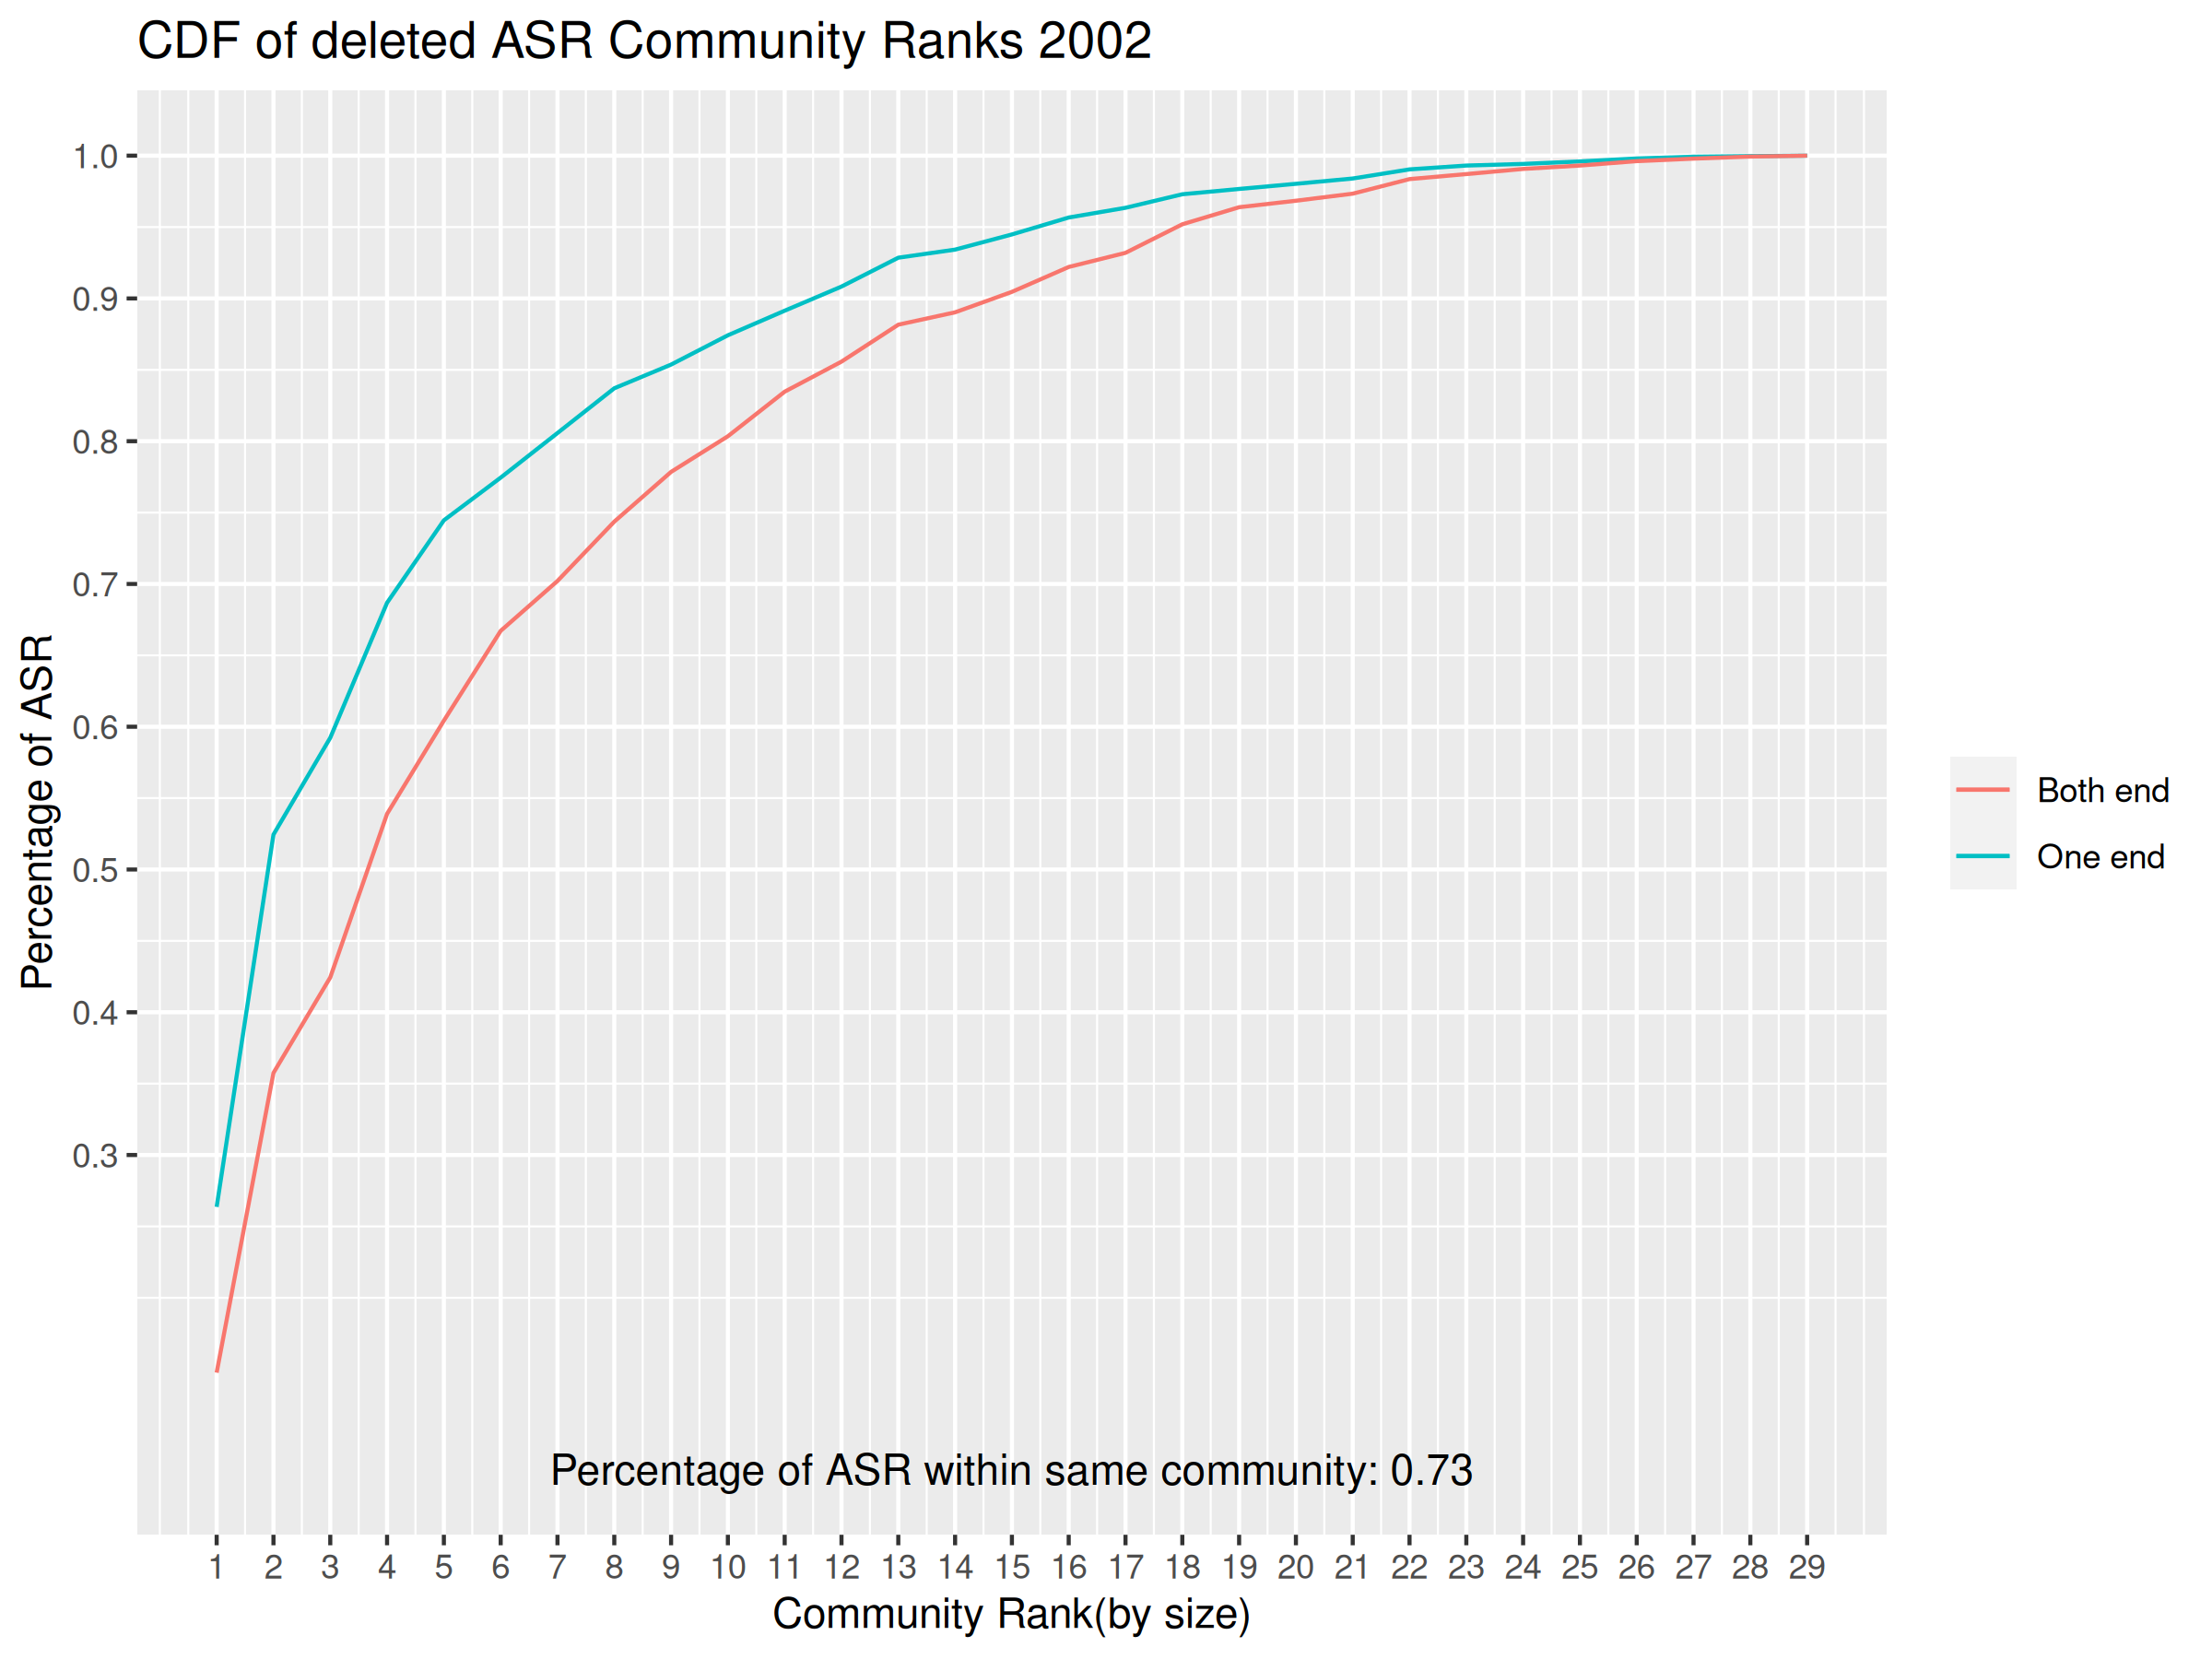 CDF of deleted ASR Community Ranks 2002
1.0
0.9
0.8
0.7
0.6
0.5
0.4
0.3
Percentage of ASR
Both end
One end
Percentage of ASR within same community: 0.73
1 2 3 4 5 6 7 8 9 10 11 12 13 14 15 16 17 18 19 20 21 22 23 24 25 26 27 28 29
Community Rank(by size)